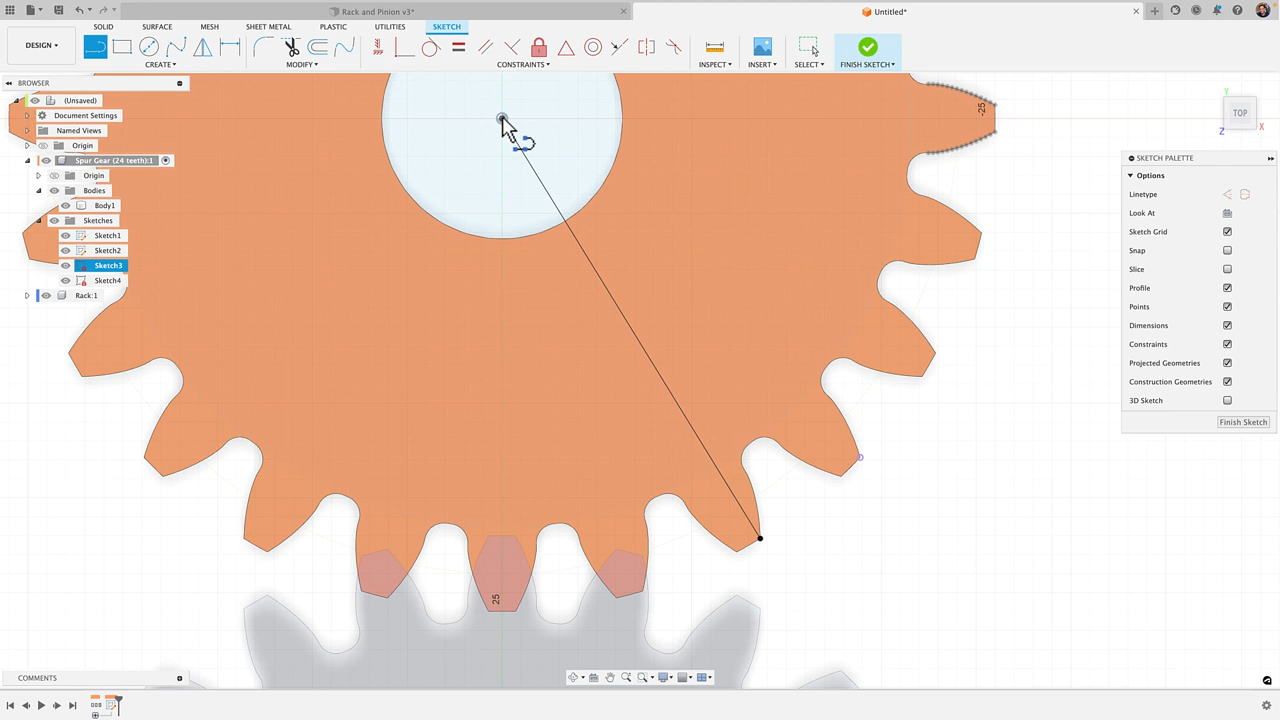 Rack and Pinion v3*
Untitled*
DESIGN
SOLID
SURFACE
MESH
SHEET METAL
PLASTIC
UTILITIES
SKETCH
CREATE
MODIFY
CONSTRAINTS
INSPECT
INSERT
SELECT
FINISH SKETCH
BROWSER
(Unsaved)
Document Settings
Named Views
Origin
Spur Gear (24 teeth):1
Origin
Bodies
Body1
Sketches
Sketch1
Sketch2
Sketch3
Sketch4
Rack:1
-25
25
Y
TOP
X
Z
SKETCH PALETTE
Options
Linetype
Look At
Sketch Grid
Snap
Slice
Profile
Points
Dimensions
Constraints
Projected Geometries
Construction Geometries
3D Sketch
Finish Sketch
COMMENTS